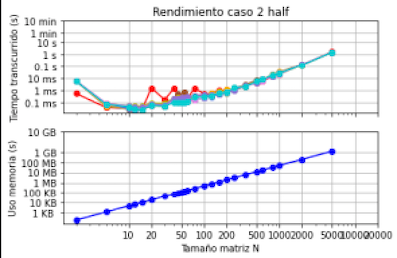 Rendimiento caso 2 half
Tiempo transcurrido (s)
10 min
1 min
10 s
1 s
10 ms
1 ms
0.1 ms
Uso memoria (s)
10 GB
1 GB
100 MB
10 MB
1 MB
100 KB
10 KB
1 KB
10 20 50 100 200 500 1000 2000 5000 10000 20000
Tamaño matriz N